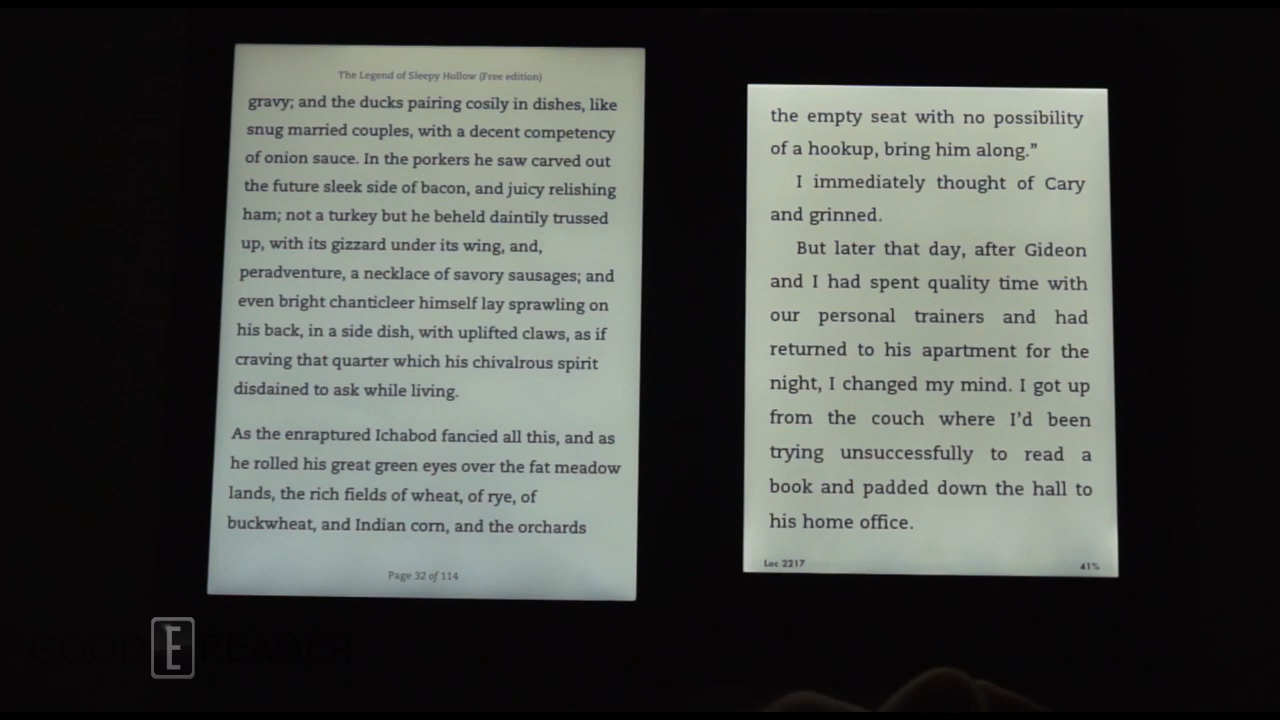 The Legend of Sleepy Hollow (Free edition)
gravy; and the ducks pairing cosily in dishes, like
snug married couples, with a decent competency
of onion sauce. In the porkers he saw carved out
the future sleek side of bacon, and juicy relishing
ham; not a turkey but he beheld daintily trussed
up, with its gizzard under its wing, and,
peradventure, a necklace of savory sausages; and
even bright chanticleer himself lay sprawling on
his back, in a side dish, with uplifted claws, as if
craving that quarter which his chivalrous spirit
disdained to ask while living.
As the enraptured Ichabod fancied all this, and as
he rolled his great green eyes over the fat meadow
lands, the rich fields of wheat, of rye, of
buckwheat, and Indian corn, and the orchards
Page 32 of 114
the empty seat with no possibility
of a hookup, bring him along.”
I immediately thought of Cary
and grinned.
But later that day, after Gideon
and I had spent quality time with
our personal trainers and had
returned to his apartment for the
night, I changed my mind. I got up
from the couch where I’d been
trying unsuccessfully to read a
book and padded down the hall to
his home office.
Loc 2217
41%
GOOD E READER